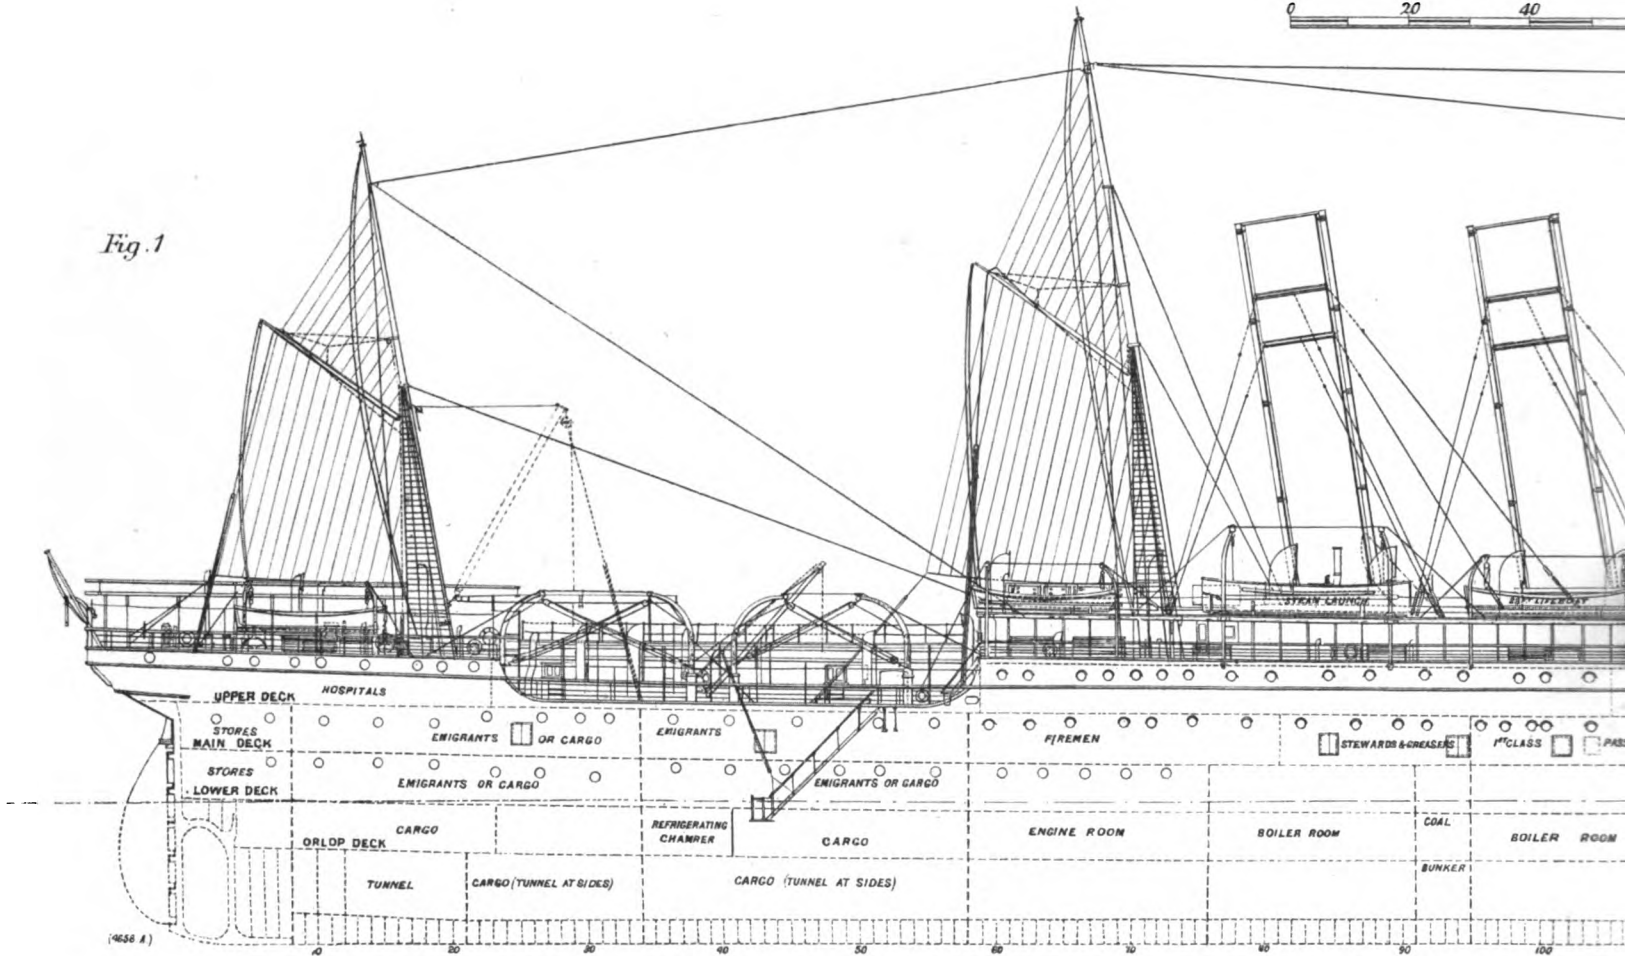 0 20 40
Fig. 1
STEAM LAUNCH
LIFEBOAT
UPPER DECK HOSPITALS
STORES
MAIN DECK
EMIGRANTS OR CARGO
EMIGRANTS
FIREMEN
STEWARDS & GREASERS
1ST CLASS
PASS
STORES
LOWER DECK
EMIGRANTS OR CARGO
EMIGRANTS OR CARGO
CARGO
ORLOP DECK
REFRIGERATING
CHAMBER
CARGO
ENGINE ROOM
BOILER ROOM
COAL
BUNKER
BOILER ROOM
TUNNEL
CARGO (TUNNEL AT SIDES)
CARGO (TUNNEL AT SIDES)
(4656 A.)
10 20 30 40 50 60 70 80 90 100